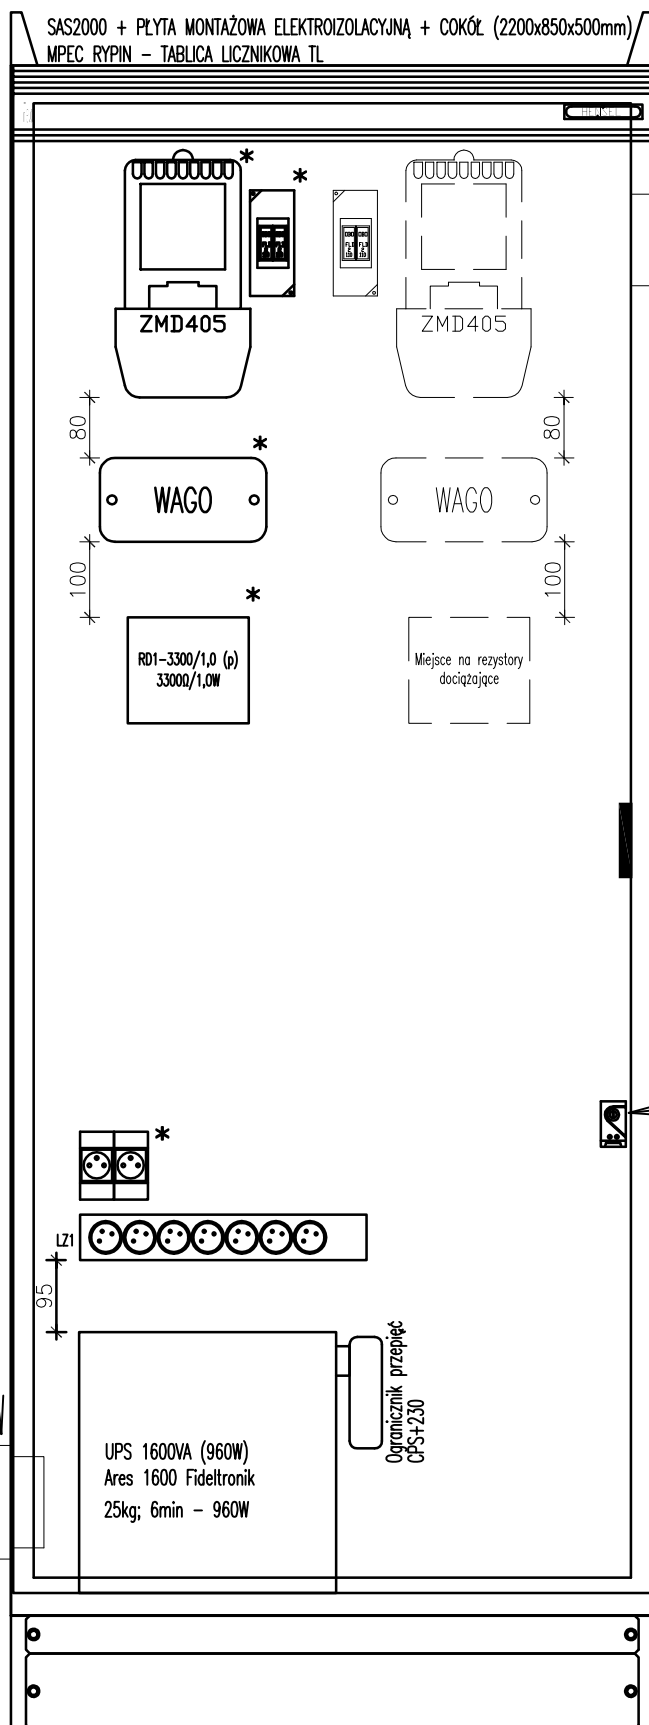 SAS2000 + PŁYTA MONTAŻOWA ELEKTROIZOLACYJNĄ + COKÓŁ (2200x850x500mm)
MPEC RYPIN – TABLICA LICZNIKOWA TL
HENSEL
*
*
ZMD405
ZMD405
80
80
*
WAGO
WAGO
100
100
*
RD1–3300/1,0 (p)
3300Ω/1,0W
Miejsce na rezystory
dociążające
*
LZ1
95
Ogranicznik przepięć
CPS+230
UPS 1600VA (960W)
Ares 1600 Fideltronik
25kg; 6min – 960W